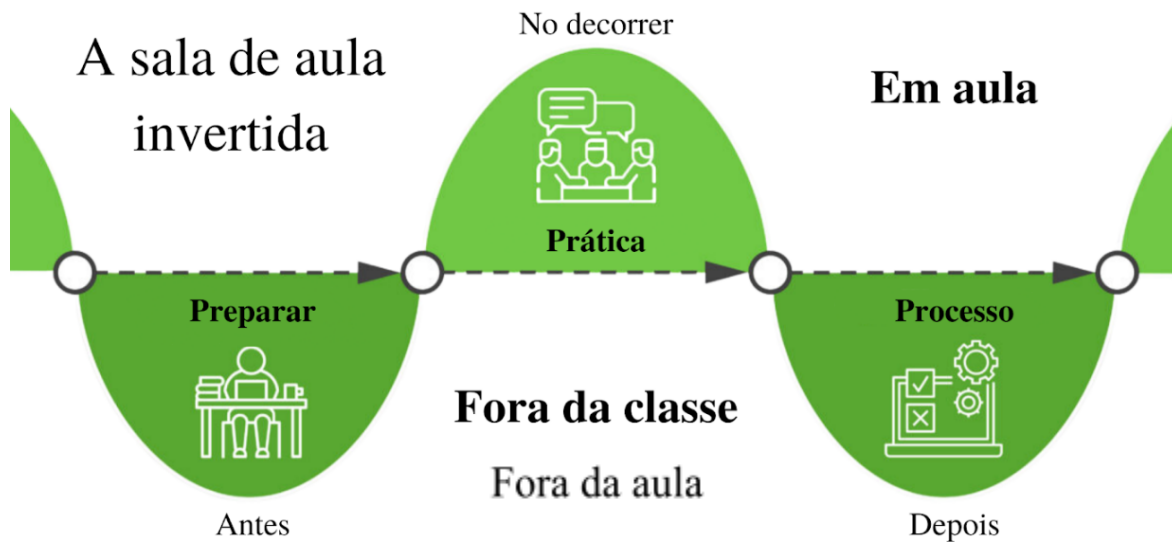 A sala de aula
invertida
No decorrer
Em aula
Prática
Preparar
Processo
Fora da classe
Fora da aula
Antes
Depois